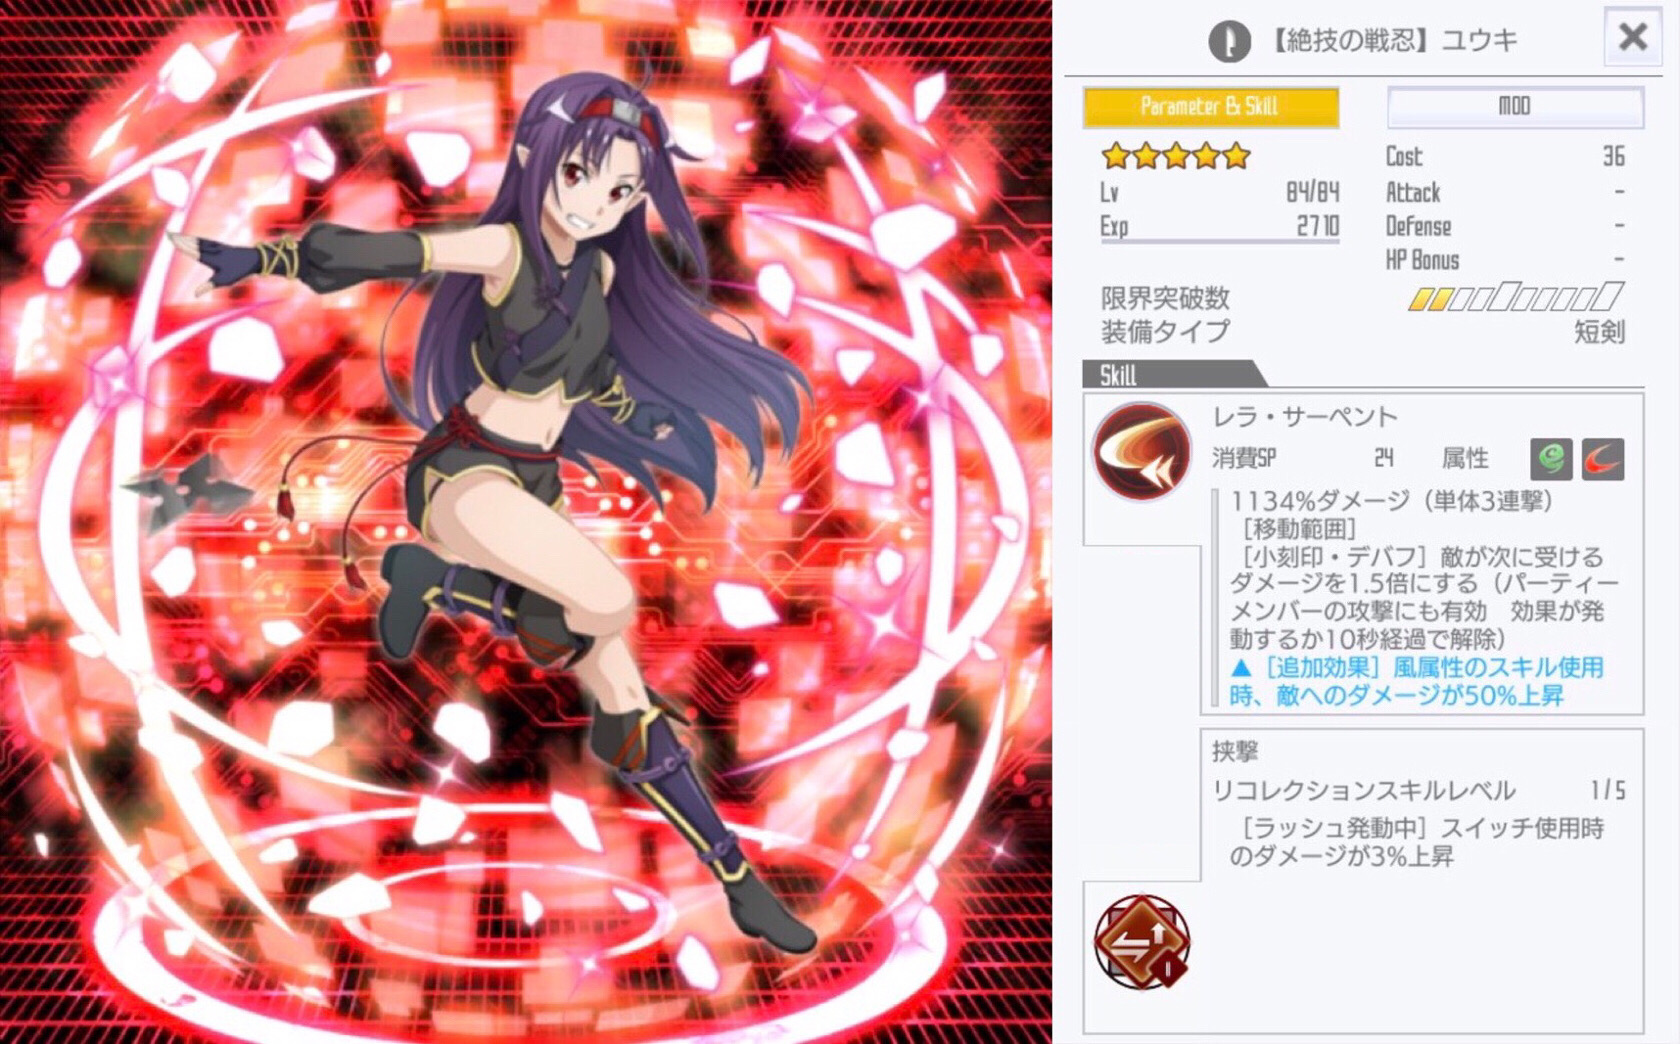 【絶技の戦忍】ユウキ
Parameter & Skill
MOD
Lv 84/84
Exp 2710
Cost 36
Attack -
Defense -
HP Bonus -
限界突破数
装備タイプ 短剣
Skill
レラ・サーペント
消費SP 24 属性
1134%ダメージ（単体3連撃）
［移動範囲］
［小刻印・デバフ］敵が次に受ける
ダメージを1.5倍にする（パーティー
メンバーの攻撃にも有効　効果が発
動するか10秒経過で解除）
▲［追加効果］風属性のスキル使用
時、敵へのダメージが50%上昇
挟撃
リコレクションスキルレベル 1/5
［ラッシュ発動中］スイッチ使用時
のダメージが3%上昇
I